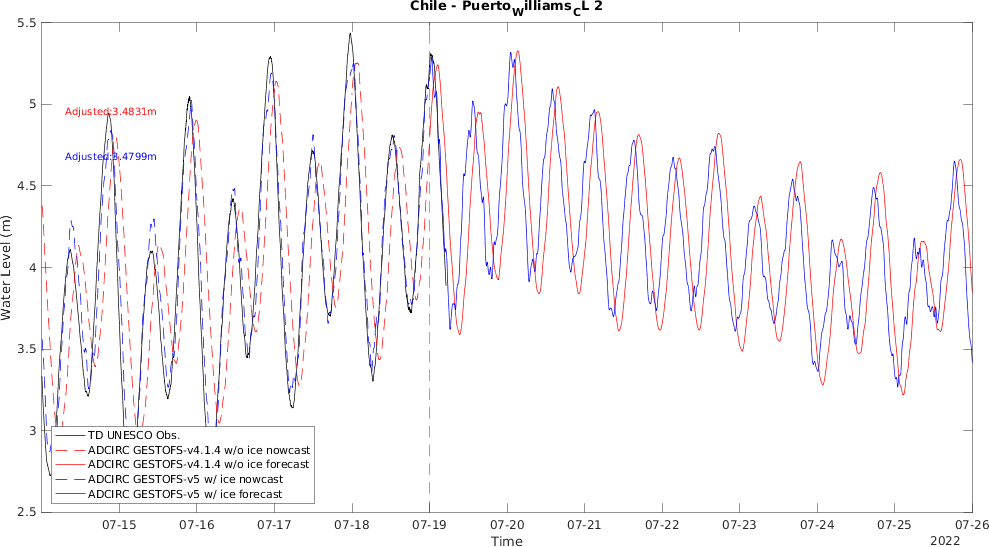 Chile - Puerto_Williams_CL 2
Water Level (m)
5.5
5
4.5
4
3.5
3
2.5
Adjusted:3.4831m
Adjusted:3.4799m
TD UNESCO Obs.
ADCIRC GESTOFS-v4.1.4 w/o ice nowcast
ADCIRC GESTOFS-v4.1.4 w/o ice forecast
ADCIRC GESTOFS-v5 w/ ice nowcast
ADCIRC GESTOFS-v5 w/ ice forecast
07-15 07-16 07-17 07-18 07-19 07-20 07-21 07-22 07-23 07-24 07-25 07-26
Time
2022